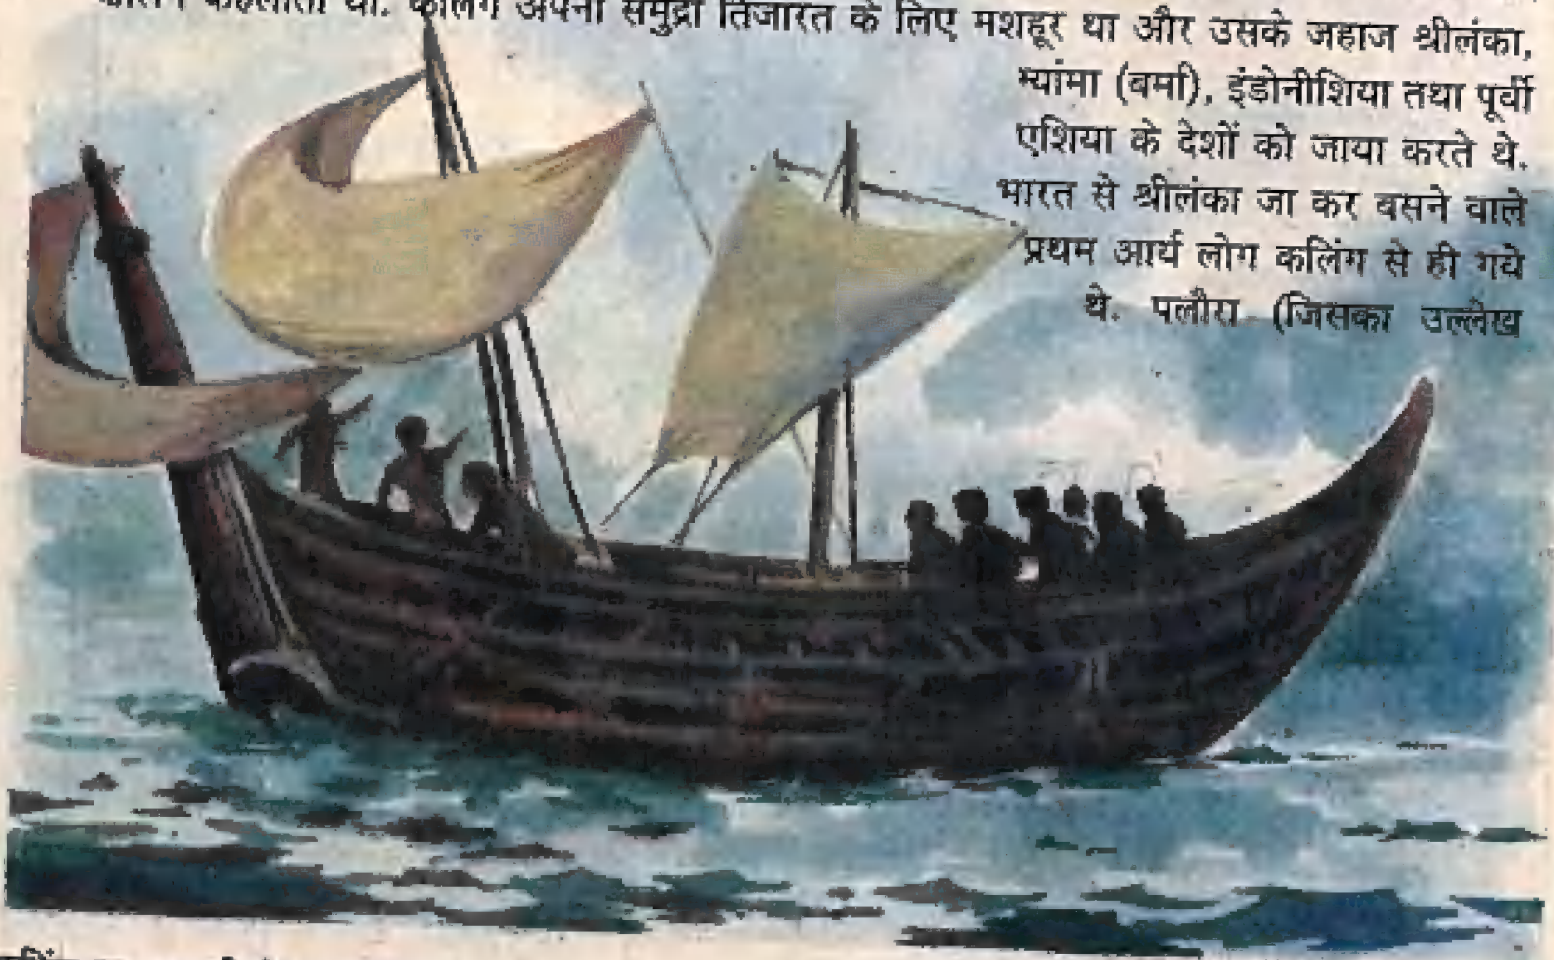 कहलाता था. कलिंग अपनी समुद्री तिजारत के लिए मशहूर था और उसके जहाज श्रीलंका,
म्यांमा (बर्मा), इंडोनीशिया तथा पूर्वी
एशिया के देशों को जाया करते थे.
भारत से श्रीलंका जा कर बसने वाले
प्रथम आर्य लोग कलिंग से ही गये
थे. पलौरा (जिसका उल्लेख